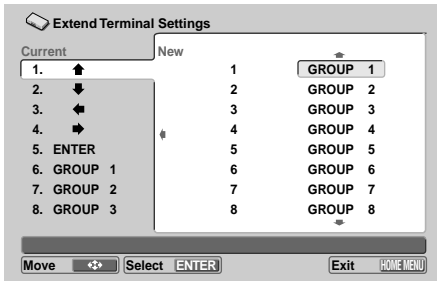 Extend Terminal Settings
Current New
1. ⬆ 1 GROUP 1
2. ⬇ 2 GROUP 2
3. ⬅ 3 GROUP 3
4. ➡ 4 GROUP 4
5. ENTER 5 GROUP 5
6. GROUP 1 6 GROUP 6
7. GROUP 2 7 GROUP 7
8. GROUP 3 8 GROUP 8
Move Select ENTER Exit HOME MENU